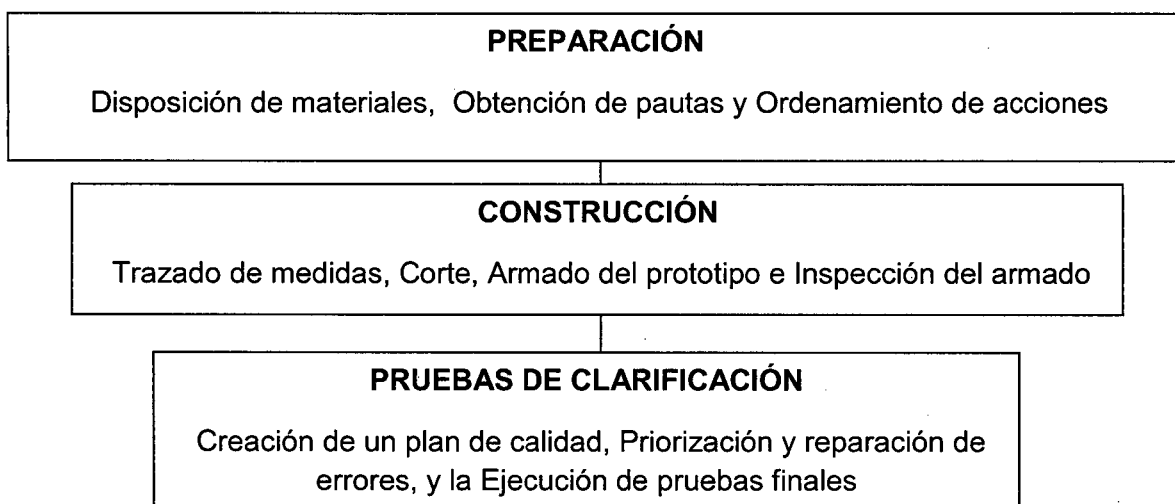 PREPARACIÓN
Disposición de materiales, Obtención de pautas y Ordenamiento de acciones
CONSTRUCCIÓN
Trazado de medidas, Corte, Armado del prototipo e Inspección del armado
PRUEBAS DE CLARIFICACIÓN
Creación de un plan de calidad, Priorización y reparación de
errores, y la Ejecución de pruebas finales